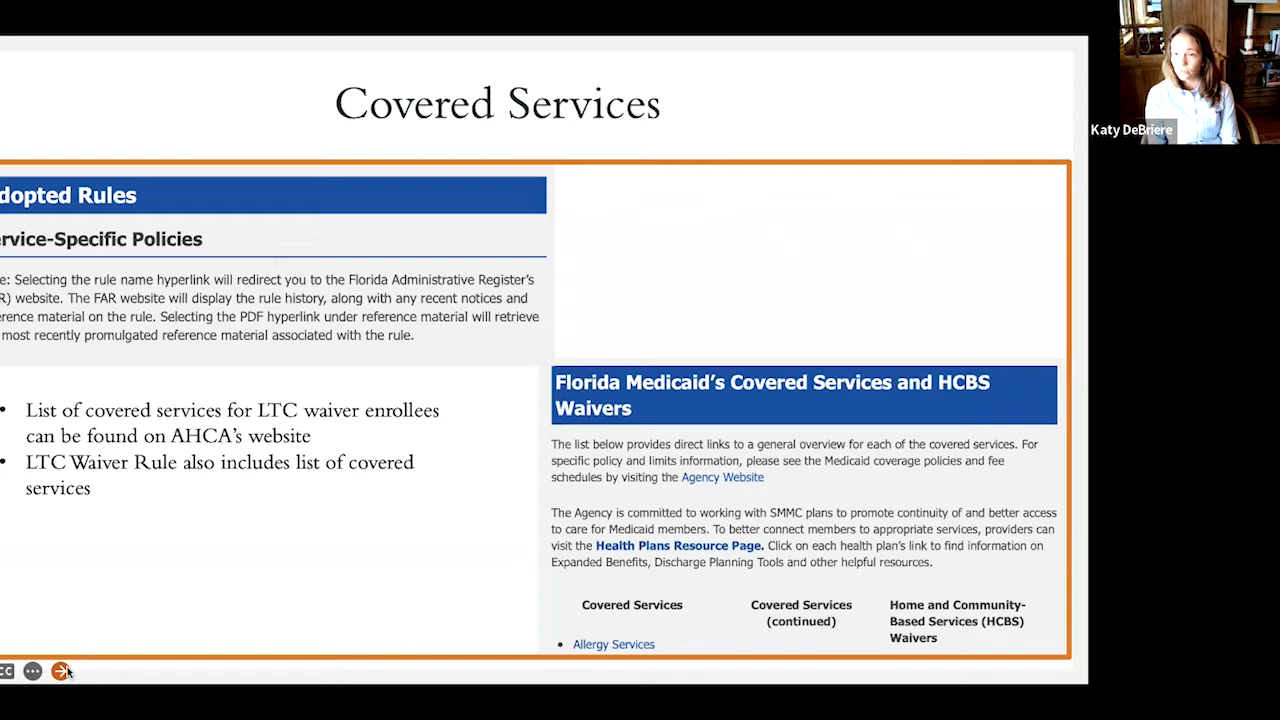 Covered Services
Katy DeBriere
dopted Rules
rvice-Specific Policies
e: Selecting the rule name hyperlink will redirect you to the Florida Administrative Register's
R) website. The FAR website will display the rule history, along with any recent notices and
erence material on the rule. Selecting the PDF hyperlink under reference material will retrieve
most recently promulgated reference material associated with the rule.
• List of covered services for LTC waiver enrollees
can be found on AHCA's website
• LTC Waiver Rule also includes list of covered
services
Florida Medicaid's Covered Services and HCBS
Waivers
The list below provides direct links to a general overview for each of the covered services. For
specific policy and limits information, please see the Medicaid coverage policies and fee
schedules by visiting the Agency Website
The Agency is committed to working with SMMC plans to promote continuity of and better access
to care for Medicaid members. To better connect members to appropriate services, providers can
visit the Health Plans Resource Page. Click on each health plan's link to find information on
Expanded Benefits, Discharge Planning Tools and other helpful resources.
Covered Services
Covered Services
(continued)
Home and Community-
Based Services (HCBS)
Waivers
• Allergy Services
CC